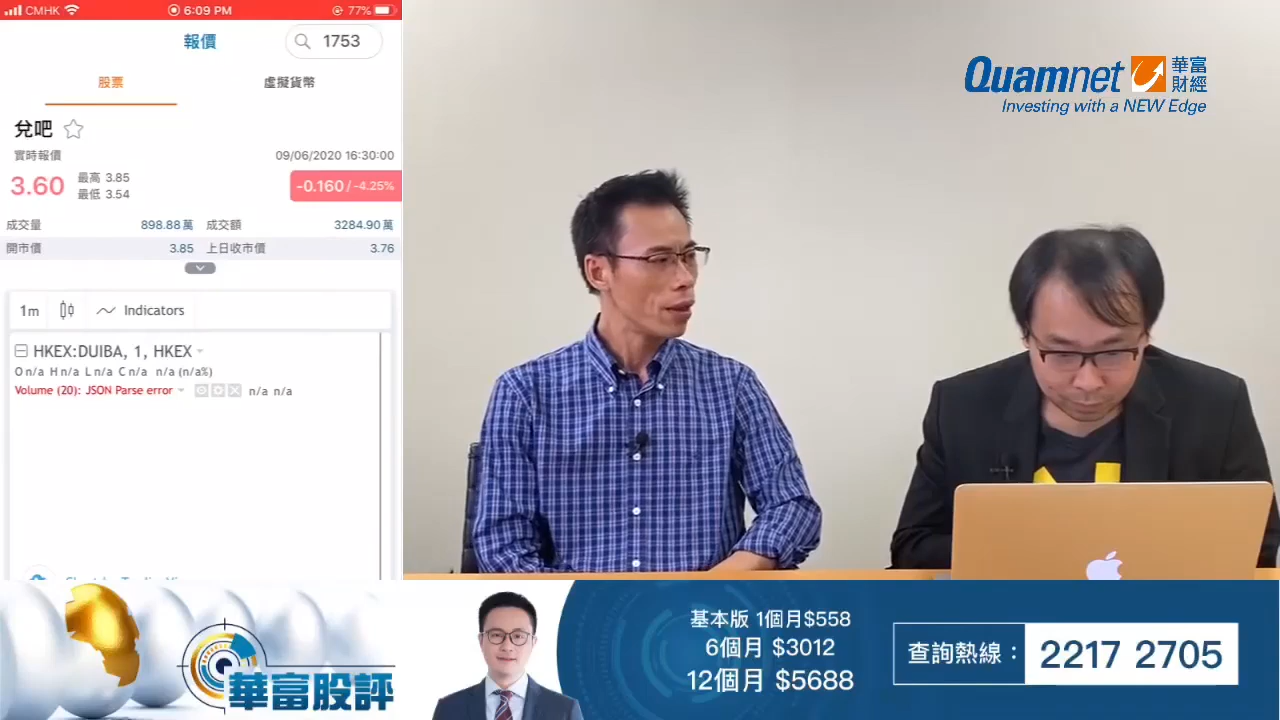 CMHK 6:09 PM 77%
報價 1753
股票 虛擬貨幣
兌吧
實時報價 09/06/2020 16:30:00
3.60 最高 3.85 -0.160 / -4.25%
最低 3.54
成交量 898.88萬 成交額 3284.90萬
開市價 3.85 上日收市價 3.76
1m Indicators
HKEX:DUIBA, 1, HKEX
O n/a H n/a L n/a C n/a n/a (n/a%)
Volume (20): JSON Parse error n/a n/a
Quamnet 華富財經
Investing with a NEW Edge
華富股評
基本版 1個月$558
6個月 $3012
12個月 $5688
查詢熱線： 2217 2705